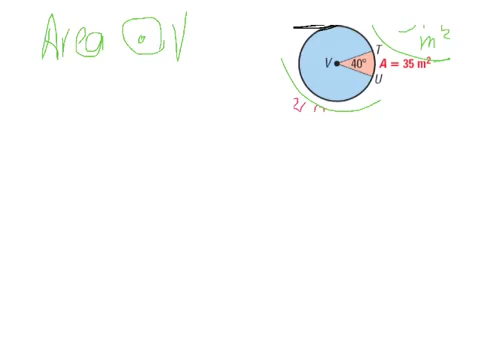 Area ⊙ V
m²
T
V 40° A = 35 m²
U